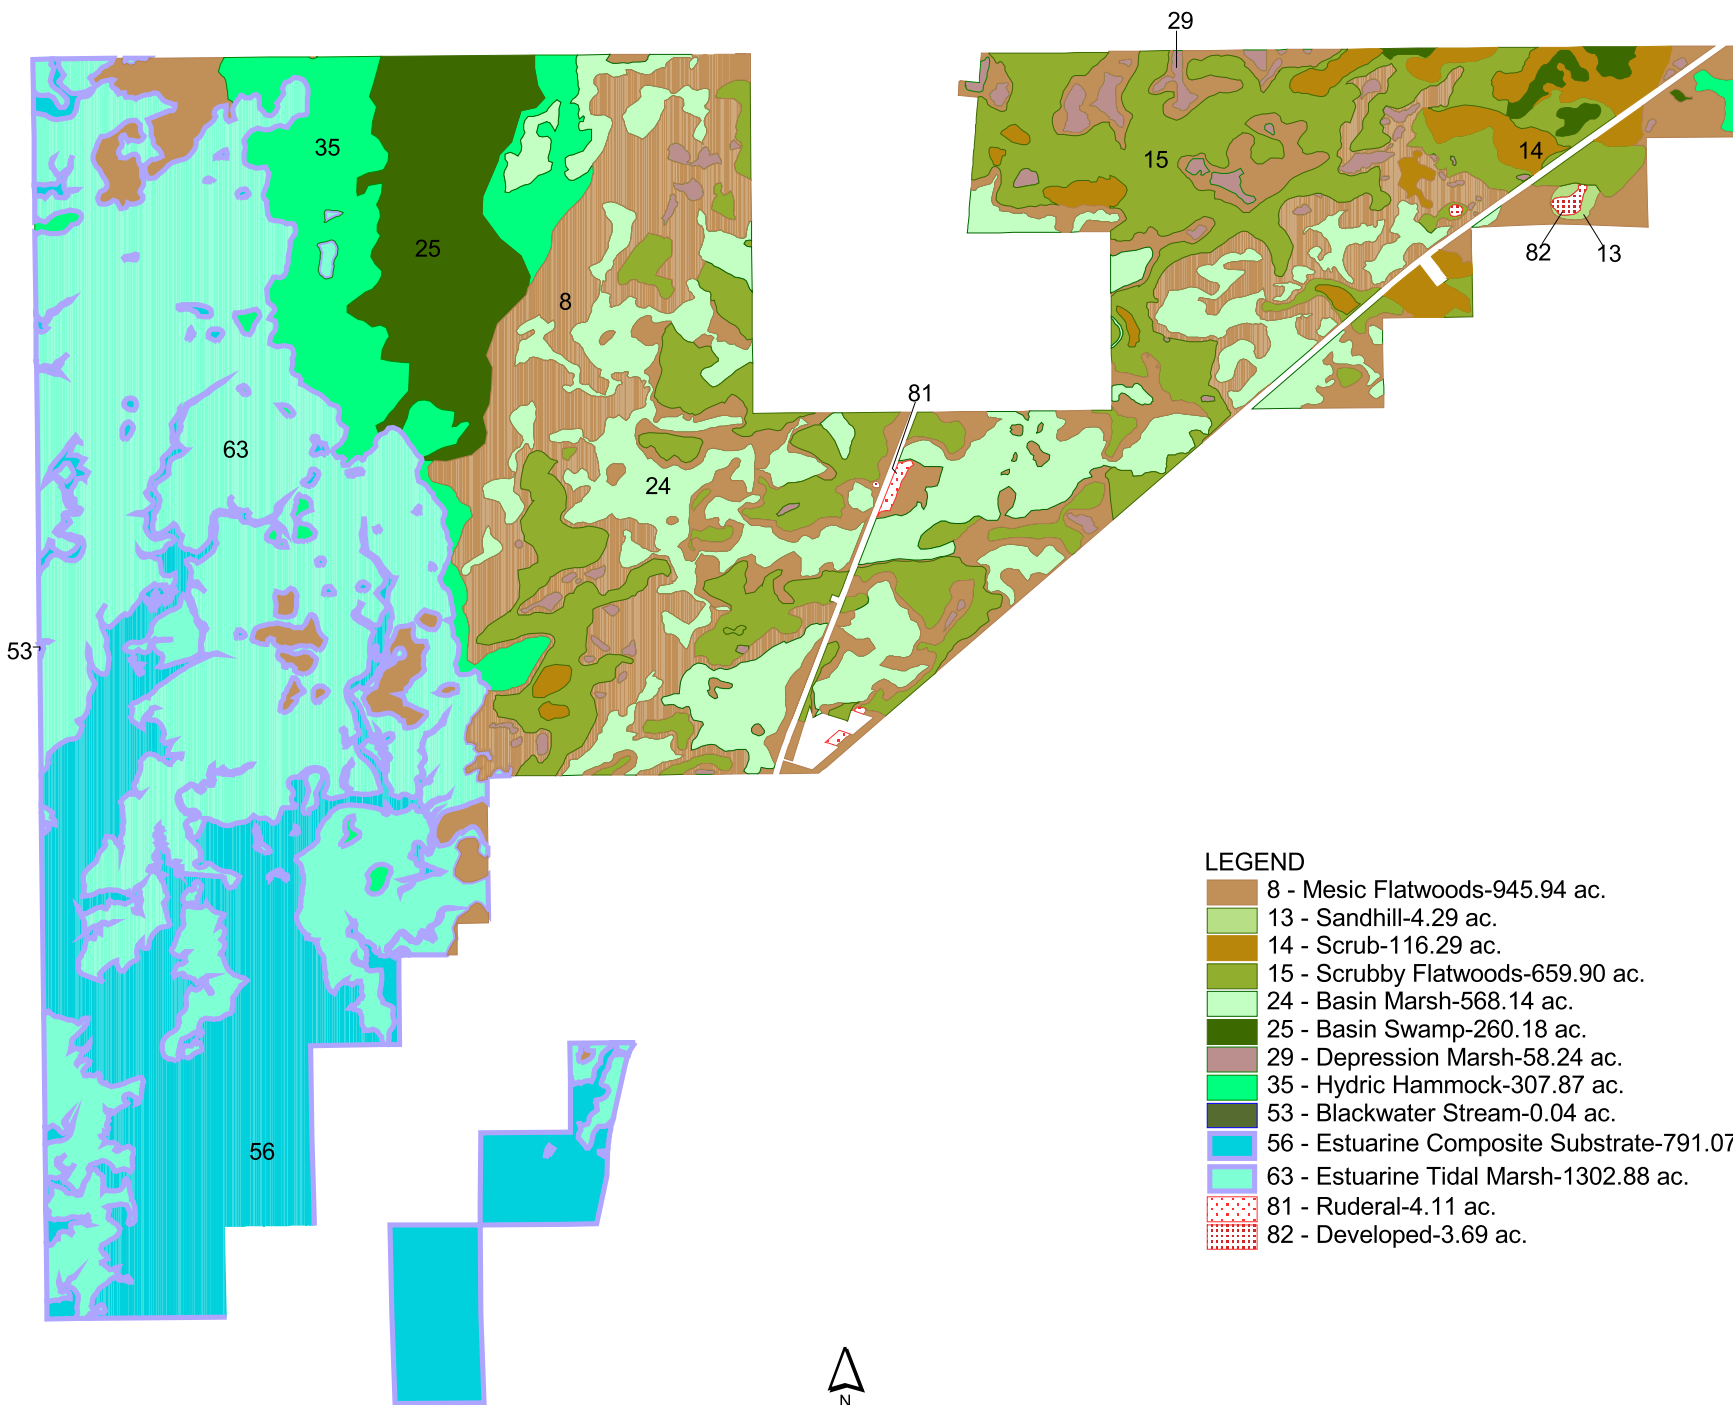 29
35
15
14
25
82
13
8
81
63
24
53
56
LEGEND
8 - Mesic Flatwoods-945.94 ac.
13 - Sandhill-4.29 ac.
14 - Scrub-116.29 ac.
15 - Scrubby Flatwoods-659.90 ac.
24 - Basin Marsh-568.14 ac.
25 - Basin Swamp-260.18 ac.
29 - Depression Marsh-58.24 ac.
35 - Hydric Hammock-307.87 ac.
53 - Blackwater Stream-0.04 ac.
56 - Estuarine Composite Substrate-791.07
63 - Estuarine Tidal Marsh-1302.88 ac.
81 - Ruderal-4.11 ac.
82 - Developed-3.69 ac.
N